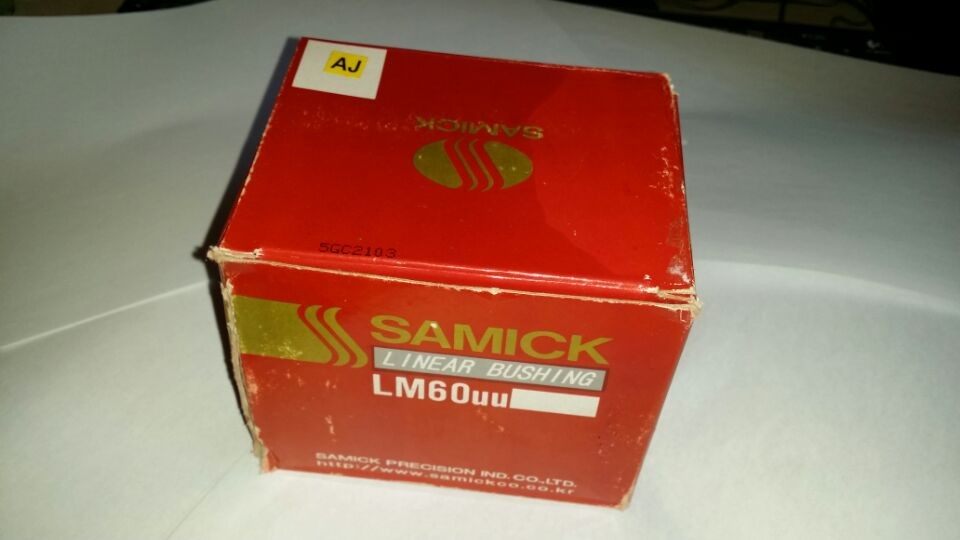 AJ
SAMICK
5GC2103
SAMICK
LINEAR BUSHING
LM60uu
SAMICK PRECISION IND. CO., LTD.
http://www.samickco.co.kr